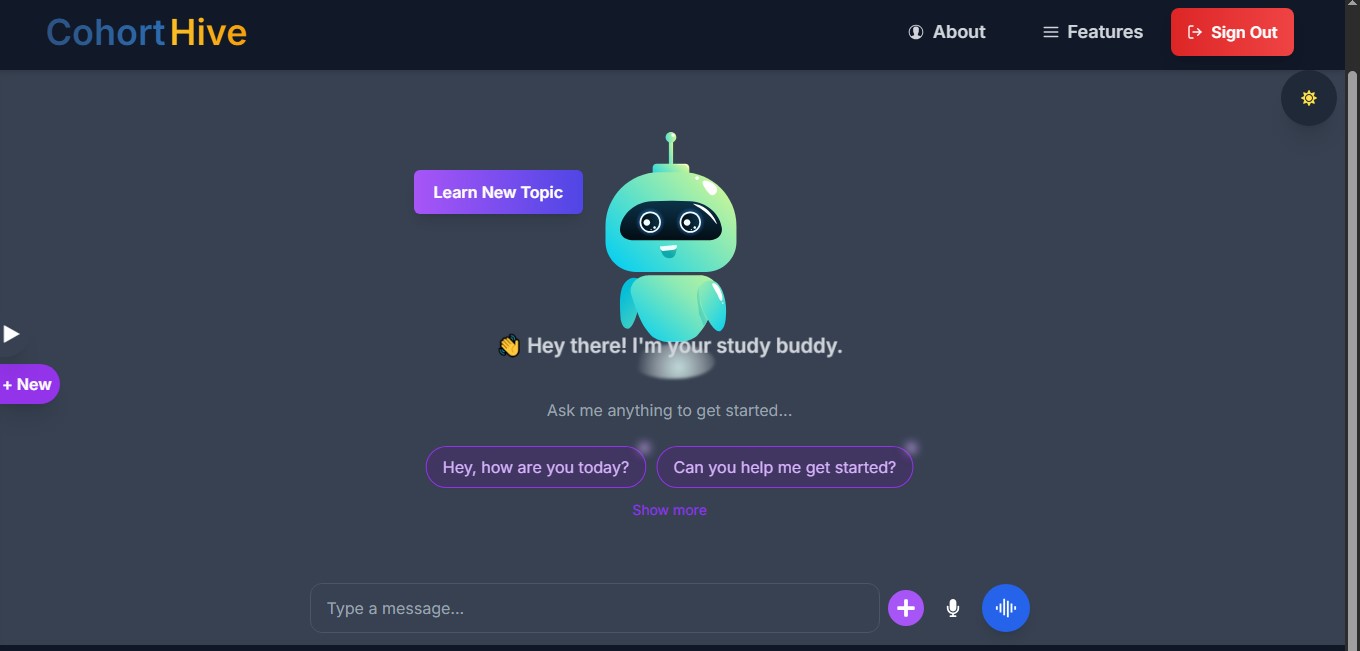 CohortHive
About
Features
Sign Out
Learn New Topic
👋 Hey there! I'm your study buddy.
+ New
Ask me anything to get started...
Hey, how are you today?
Can you help me get started?
Show more
Type a message...